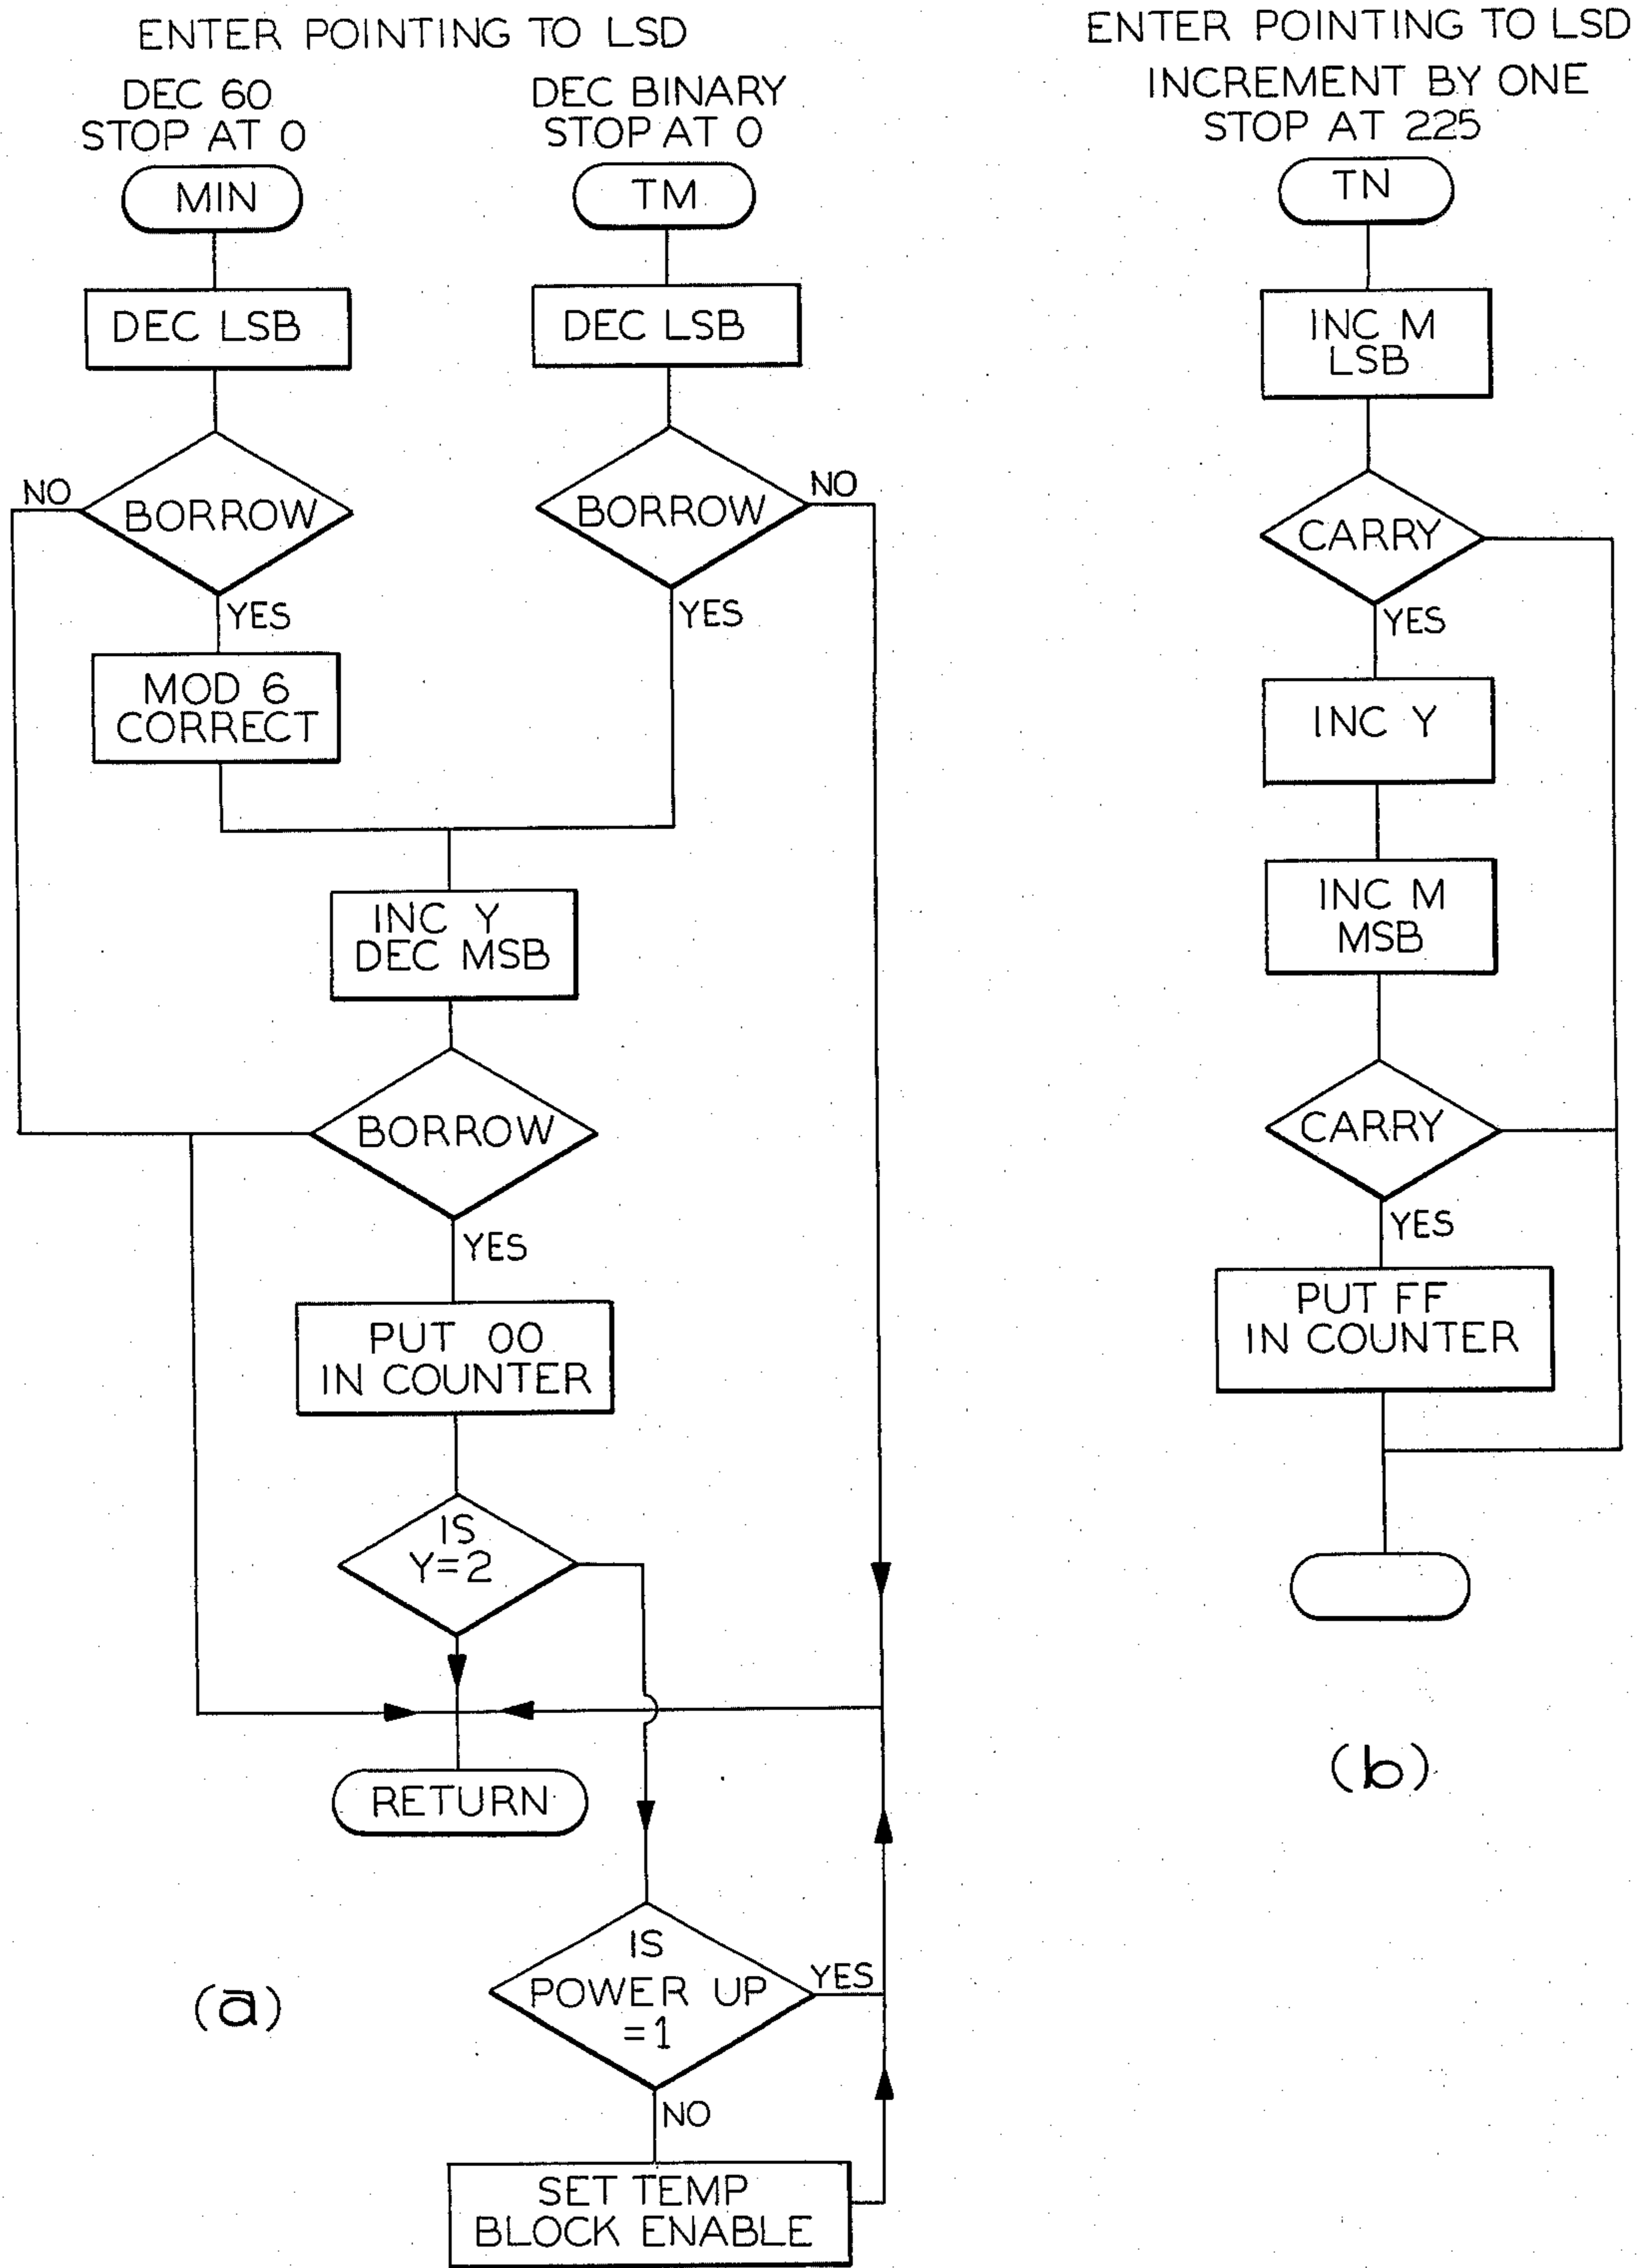 ENTER POINTING TO LSD
DEC 60
STOP AT 0
MIN
DEC LSB
BORROW
NO
YES
MOD 6
CORRECT
DEC BINARY
STOP AT 0
TM
DEC LSB
BORROW
NO
YES
INC Y
DEC MSB
BORROW
YES
PUT 00
IN COUNTER
IS
Y=2
RETURN
IS
POWER UP
=1
YES
NO
SET TEMP
BLOCK ENABLE
(a)
ENTER POINTING TO LSD
INCREMENT BY ONE
STOP AT 225
TN
INC M
LSB
CARRY
YES
INC Y
INC M
MSB
CARRY
YES
PUT FF
IN COUNTER
(b)